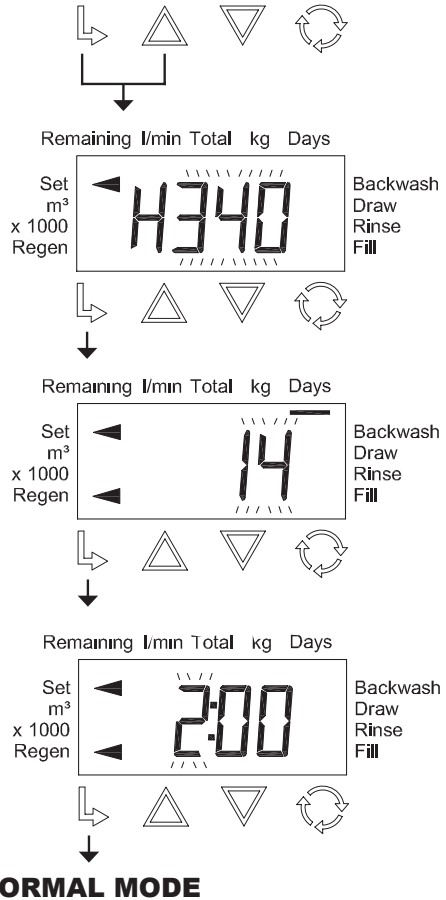 Remaining l/min Total kg Days
Set H340 Backwash
m³ Draw
x 1000 Rinse
Regen Fill
Remaining l/min Total kg Days
Set 14 Backwash
m³ Draw
x 1000 Rinse
Regen Fill
Remaining l/min Total kg Days
Set 2:00 Backwash
m³ Draw
x 1000 Rinse
Regen Fill
ORMAL MODE